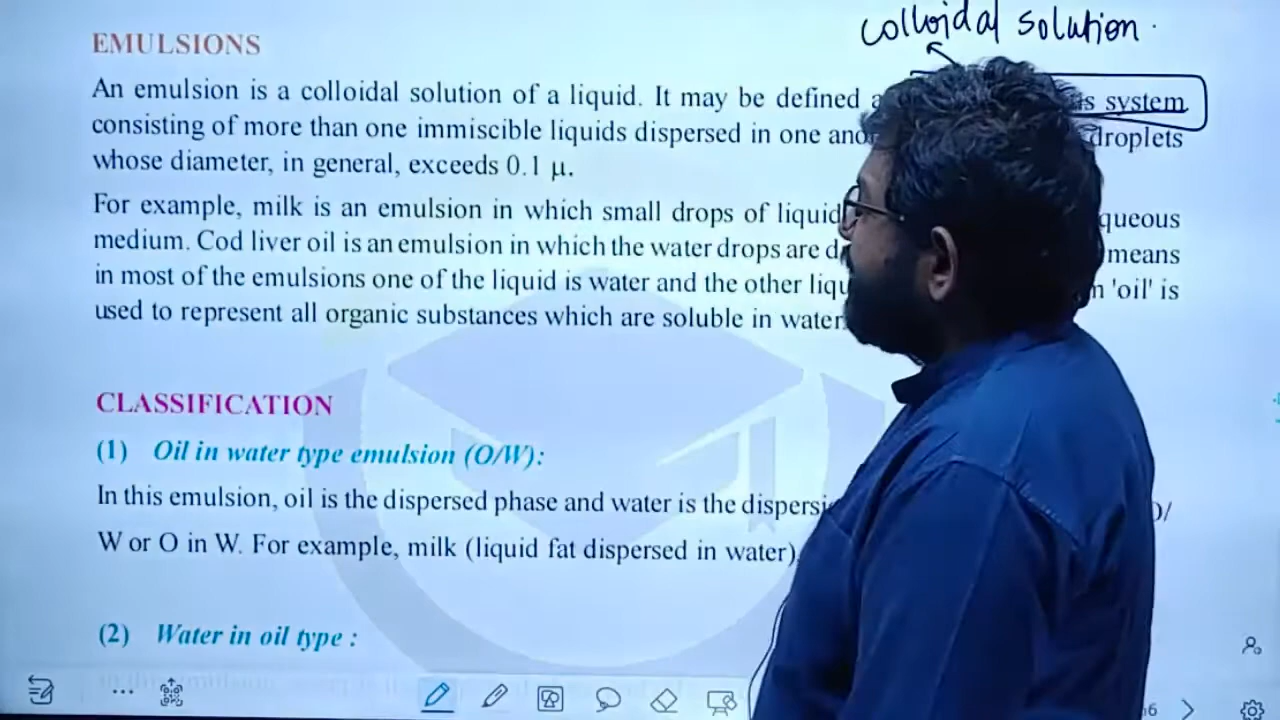 colloidal solution.
EMULSIONS
An emulsion is a colloidal solution of a liquid. It may be defined system
consisting of more than one immiscible liquids dispersed in one droplets
whose diameter, in general, exceeds 0.1 μ.
For example, milk is an emulsion in which small drops of liquid
medium. Cod liver oil is an emulsion in which the water drops are means
in most of the emulsions one of the liquid is water and the other 'oil' is
used to represent all organic substances which are soluble in water
CLASSIFICATION
(1) Oil in water type emulsion (O/W):
In this emulsion, oil is the dispersed phase and water is the
W or O in W. For example, milk (liquid fat dispersed in water)
(2) Water in oil type :